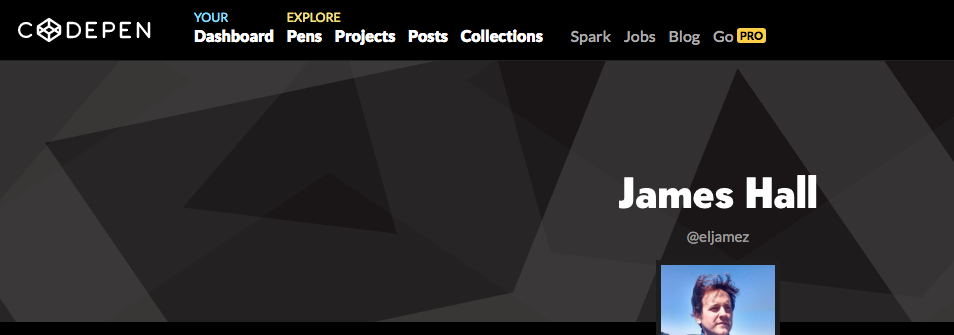 CODEPEN
YOUR EXPLORE
Dashboard Pens Projects Posts Collections Spark Jobs Blog Go PRO
James Hall
@eljamez